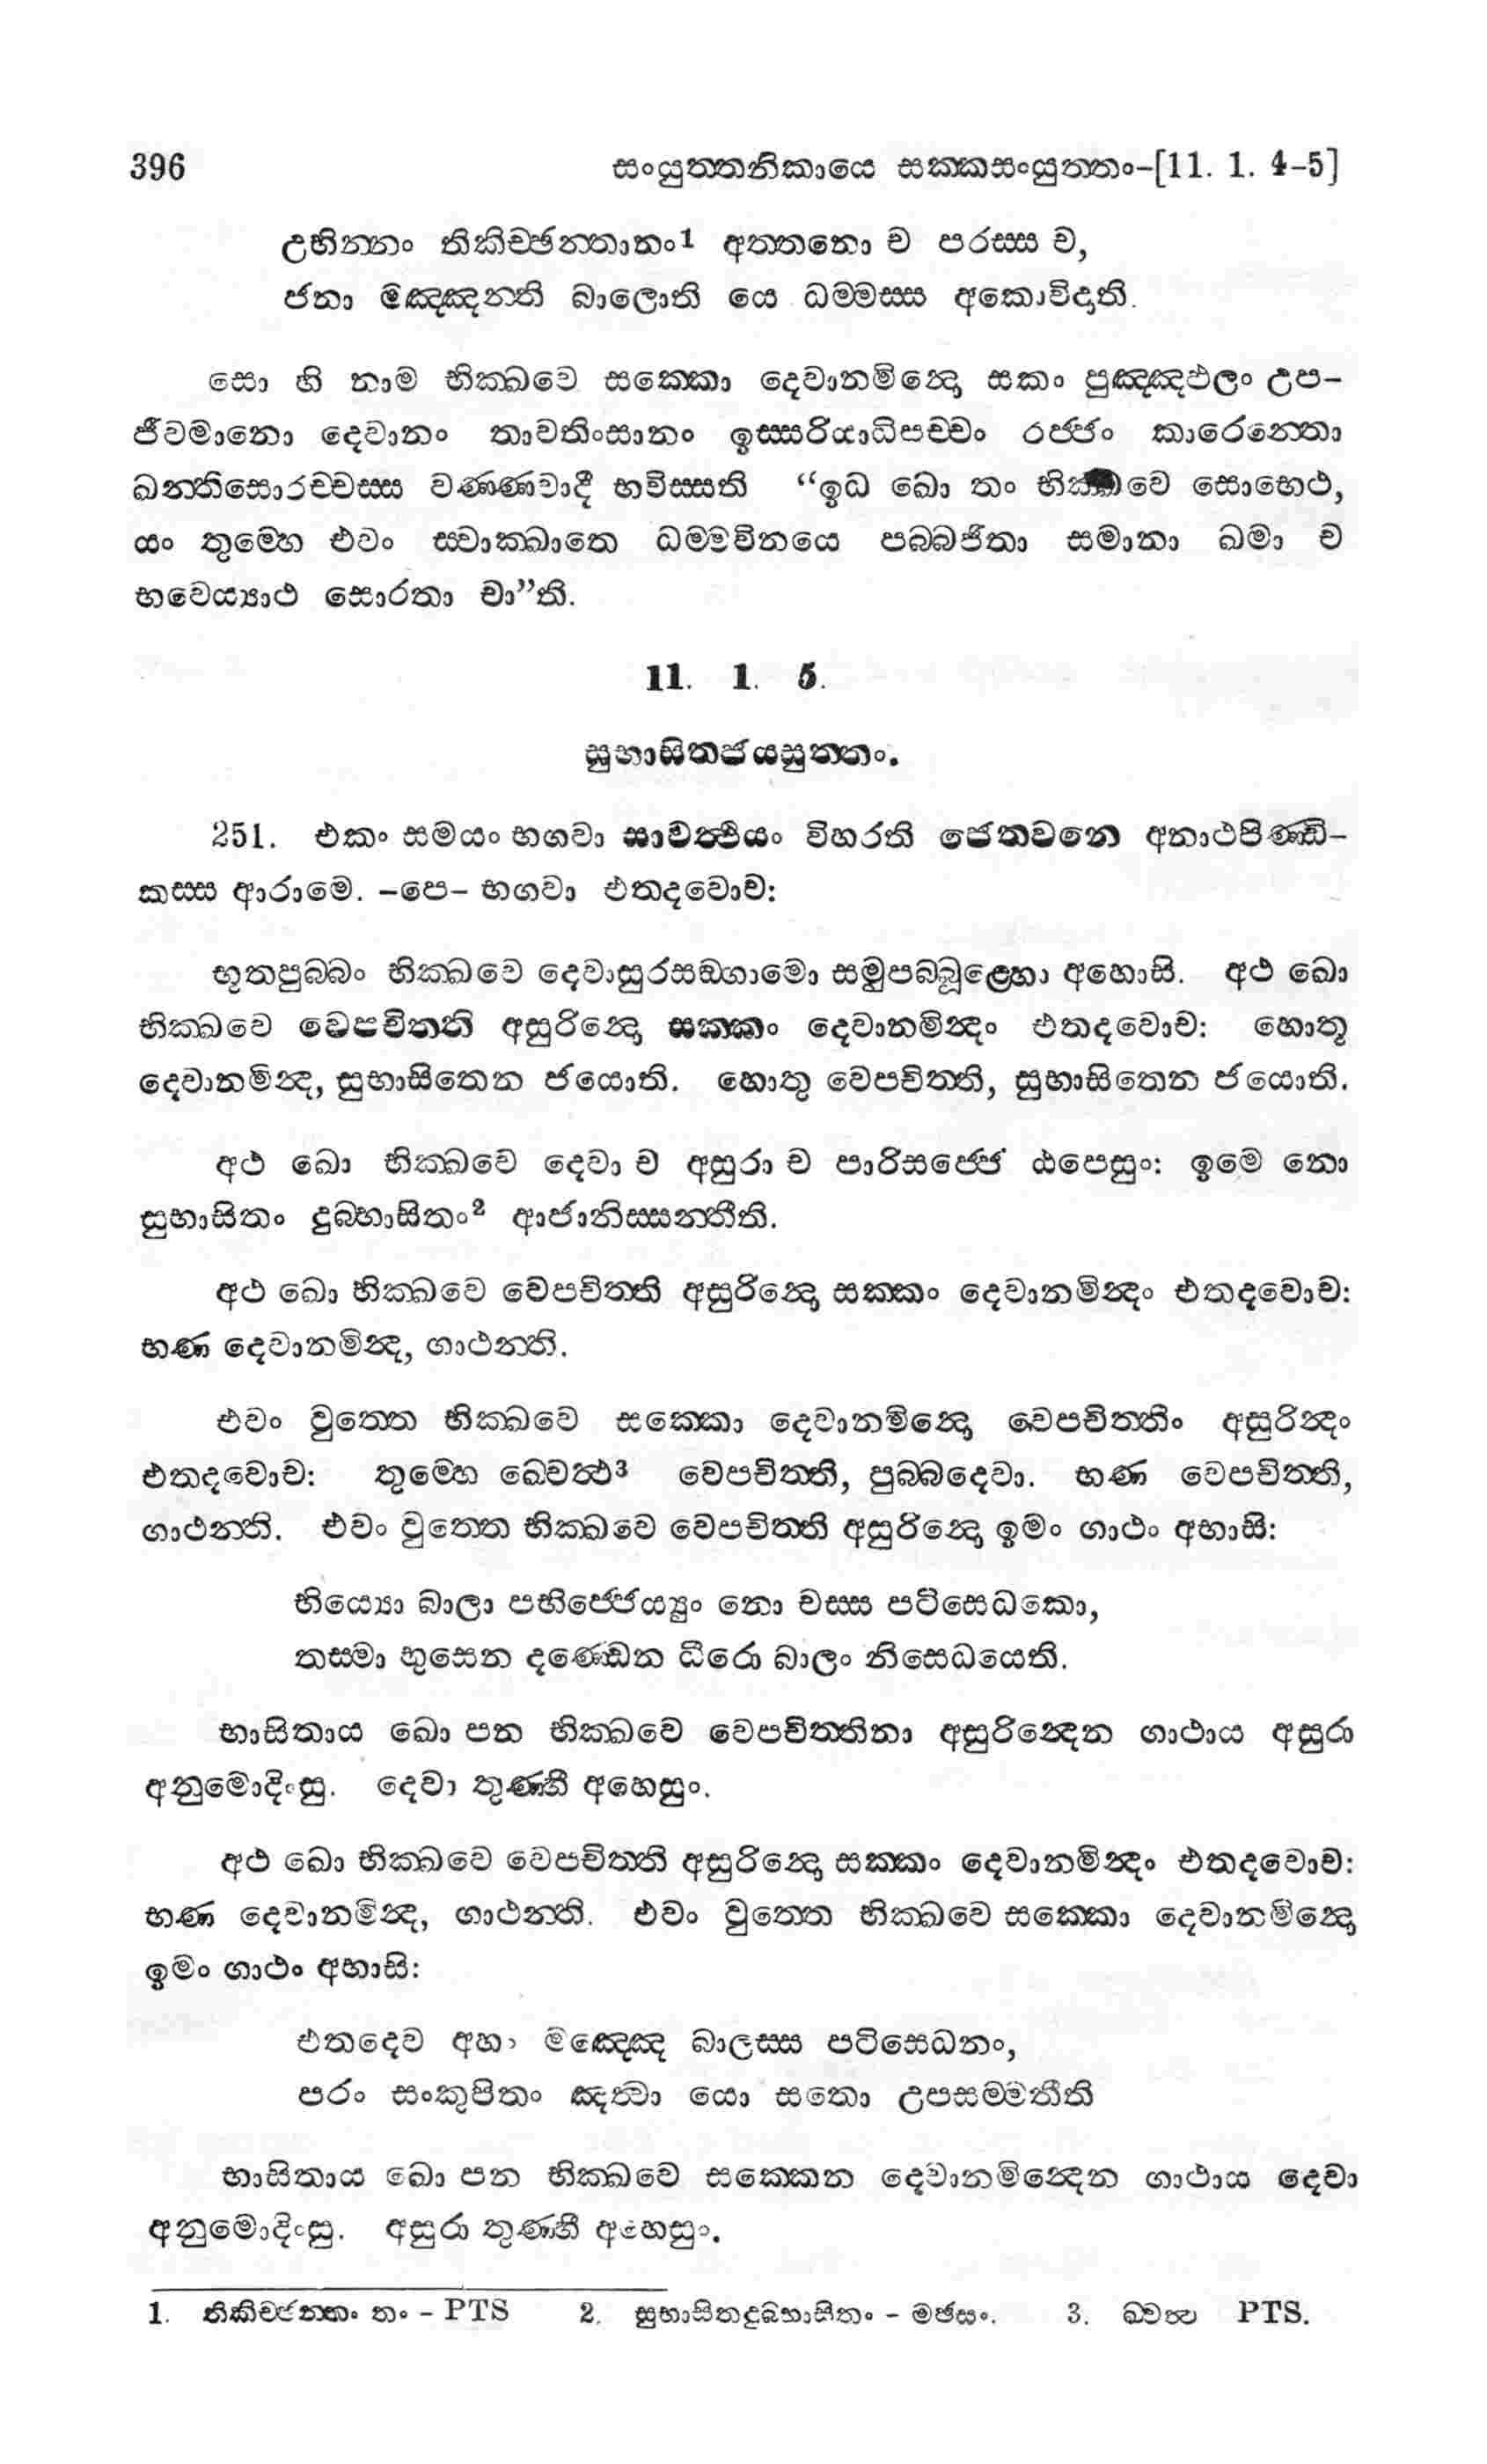 396 සංයුත්තනිකායෙ සක්කසංයුත්තං-[11. 1. 4-5]
උභින්නං තිකිච්ඡන්තානං1 අත්තනො ච පරස්ස ච,
ජනා මඤ්ඤන්ති බාලොති යෙ ධම්මස්ස අකොවිදාති.
සො හි නාම භික්ඛවෙ සක්කො දෙවානමින්දො සකං පුඤ්ඤඵලං උප-
ජීවමානො දෙවානං තාවතිංසානං ඉස්සරියාධිපච්චං රජ්ජං කාරෙන්තො
ඛන්තිසොරච්චස්ස වණ්ණවාදී භවිස්සති “ඉධ ඛො තං භික්ඛවෙ සොභෙථ,
යං තුම්හෙ එවං ස්වාක්ඛාතෙ ධම්මවිනයෙ පබ්බජිතා සමානා ඛමා ච
භවෙය්‍යාථ සොරතා චා”ති.
11. 1. 5.
සුභාසිතජයසුත්තං.
251. එකං සමයං භගවා සාවත්ථියං විහරති ජෙතවනෙ අනාථපිණ්ඩි-
කස්ස ආරාමෙ. -පෙ- භගවා එතදවොච:
භූතපුබ්බං භික්ඛවෙ දෙවාසුරසඞ්ගාමො සමුපබ්බූළ්හො අහොසි. අථ ඛො
භික්ඛවෙ වෙපචිත්ති අසුරින්දො සක්කං දෙවානමින්දං එතදවොච: හොතු
දෙවානමින්ද, සුභාසිතෙන ජයොති. හොතු වෙපචිත්ති, සුභාසිතෙන ජයොති.
අථ ඛො භික්ඛවෙ දෙවා ච අසුරා ච පාරිසජ්ජෙ ඨපෙසුං: ඉමෙ නො
සුභාසිතං දුබ්භාසිතං2 ආජානිස්සන්තීති.
අථ ඛො භික්ඛවෙ වෙපචිත්ති අසුරින්දො සක්කං දෙවානමින්දං එතදවොච:
භණ දෙවානමින්ද, ගාථන්ති.
එවං වුත්තෙ භික්ඛවෙ සක්කො දෙවානමින්දො වෙපචිත්තිං අසුරින්දං
එතදවොච: තුම්හෙ ඛ්වෙත්ථ3 වෙපචිත්ති, පුබ්බදෙවා. භණ වෙපචිත්ති,
ගාථන්ති. එවං වුත්තෙ භික්ඛවෙ වෙපචිත්ති අසුරින්දො ඉමං ගාථං අභාසි:
භිය්‍යො බාලා පභිජ්ජෙය්‍යුං නො චස්ස පටිසෙධකො,
තස්මා භුසෙන දණ්ඩෙන ධීරො බාලං නිසෙධයෙති.
භාසිතාය ඛො පන භික්ඛවෙ වෙපචිත්තිනා අසුරින්දෙන ගාථාය අසුරා
අනුමොදිංසු. දෙවා තුණ්හී අහෙසුං.
අථ ඛො භික්ඛවෙ වෙපචිත්ති අසුරින්දො සක්කං දෙවානමින්දං එතදවොච:
භණ දෙවානමින්ද, ගාථන්ති. එවං වුත්තෙ භික්ඛවෙ සක්කො දෙවානමින්දො
ඉමං ගාථං අභාසි:
එතදෙව අහං මඤ්ඤෙ බාලස්ස පටිසෙධනං,
පරං සංකුපිතං ඤත්වා යො සතො උපසම්මතීති
භාසිතාය ඛො පන භික්ඛවෙ සක්කෙන දෙවානමින්දෙන ගාථාය දෙවා
අනුමොදිංසු. අසුරා තුණ්හී අහෙසුං.
1. තිකිච්ඡන්තං තං - PTS 2. සුභාසිතදුබ්භාසිතං - මඡසං. 3. ඛ්වත්ථ PTS.